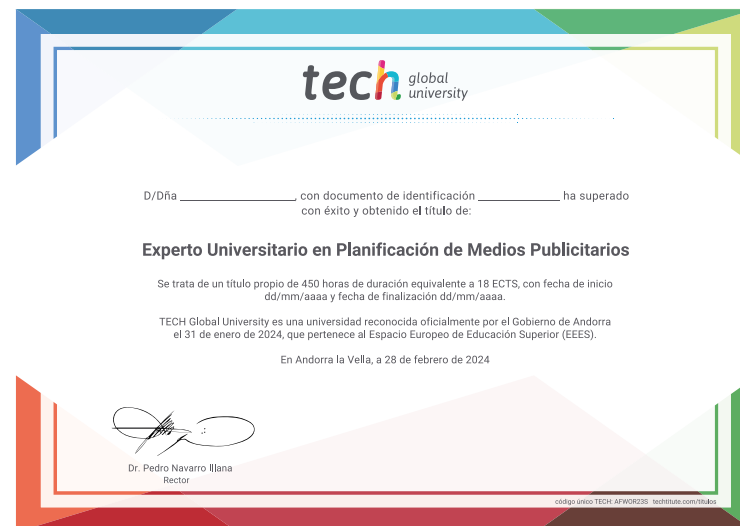 tech global university
D/Dña ____________, con documento de identificación ____________ ha superado
con éxito y obtenido el título de:
Experto Universitario en Planificación de Medios Publicitarios
Se trata de un título propio de 450 horas de duración equivalente a 18 ECTS, con fecha de inicio
dd/mm/aaaa y fecha de finalización dd/mm/aaaa.
TECH Global University es una universidad reconocida oficialmente por el Gobierno de Andorra
el 31 de enero de 2024, que pertenece al Espacio Europeo de Educación Superior (EEES).
En Andorra la Vella, a 28 de febrero de 2024
Dr. Pedro Navarro Illana
Rector
código único TECH: AFWOR23S techtitute.com/titulos